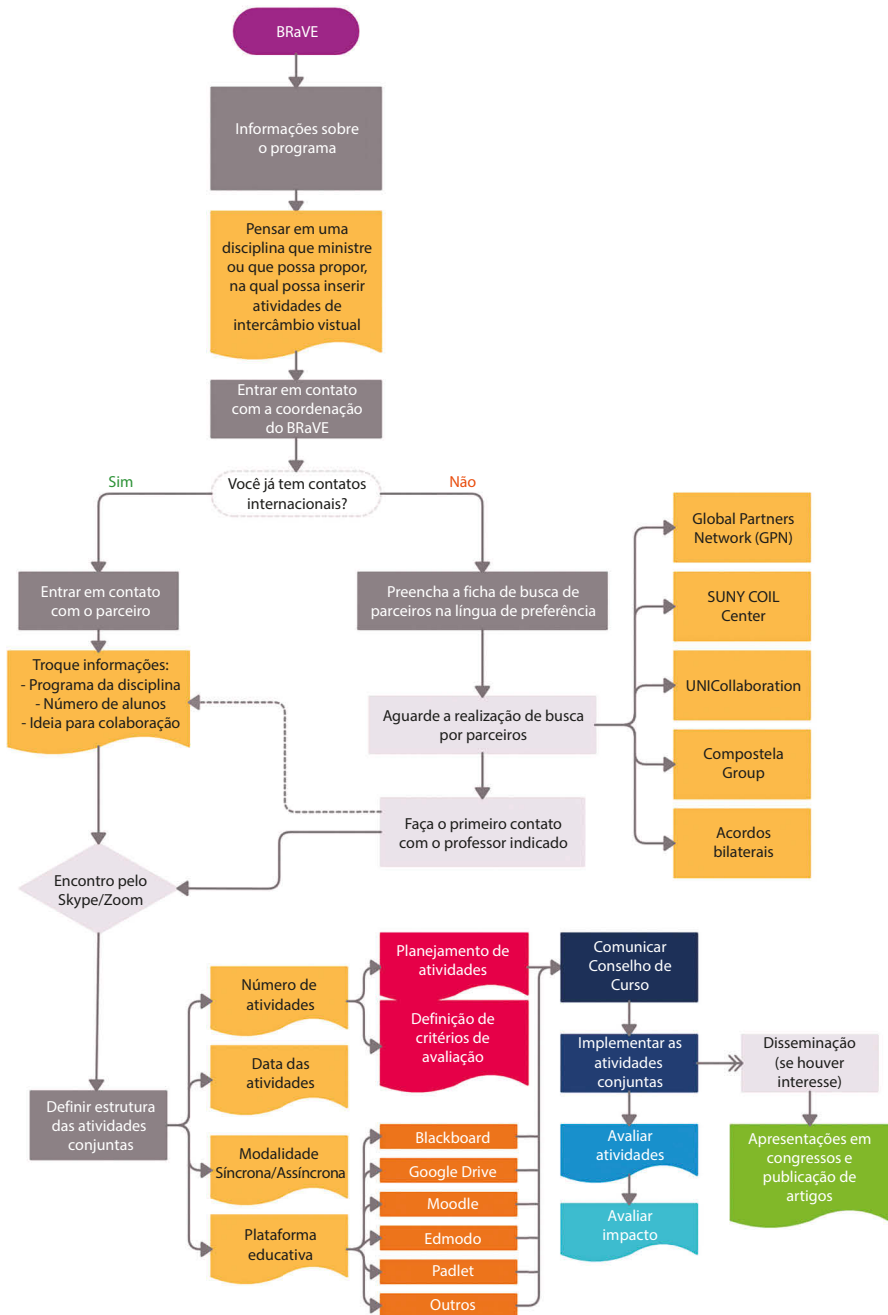 BRaVE
Informações sobre
o programa
Pensar em uma
disciplina que ministre
ou que possa propor,
na qual possa inserir
atividades de
intercâmbio vistual
Entrar em contato
com a coordenação
do BRaVE
Você já tem contatos
internacionais?
Sim
Não
Entrar em contato
com o parceiro
Troque informações:
- Programa da disciplina
- Número de alunos
- Ideia para colaboração
Preencha a ficha de busca de
parceiros na língua de preferência
Aguarde a realização de busca
por parceiros
Global Partners
Network (GPN)
SUNY COIL
Center
UNICollaboration
Compostela
Group
Acordos
bilaterais
Faça o primeiro contato
com o professor indicado
Encontro pelo
Skype/Zoom
Definir estrutura
das atividades
conjuntas
Número de
atividades
Data das
atividades
Modalidade
Síncrona/Assíncrona
Plataforma
educativa
Planejamento de
atividades
Definição de
critérios de
avaliação
Blackboard
Google Drive
Moodle
Edmodo
Padlet
Outros
Comunicar
Conselho de
Curso
Implementar as
atividades
conjuntas
Avaliar
atividades
Avaliar
impacto
Disseminação
(se houver
interesse)
Apresentações em
congressos e
publicação de
artigos